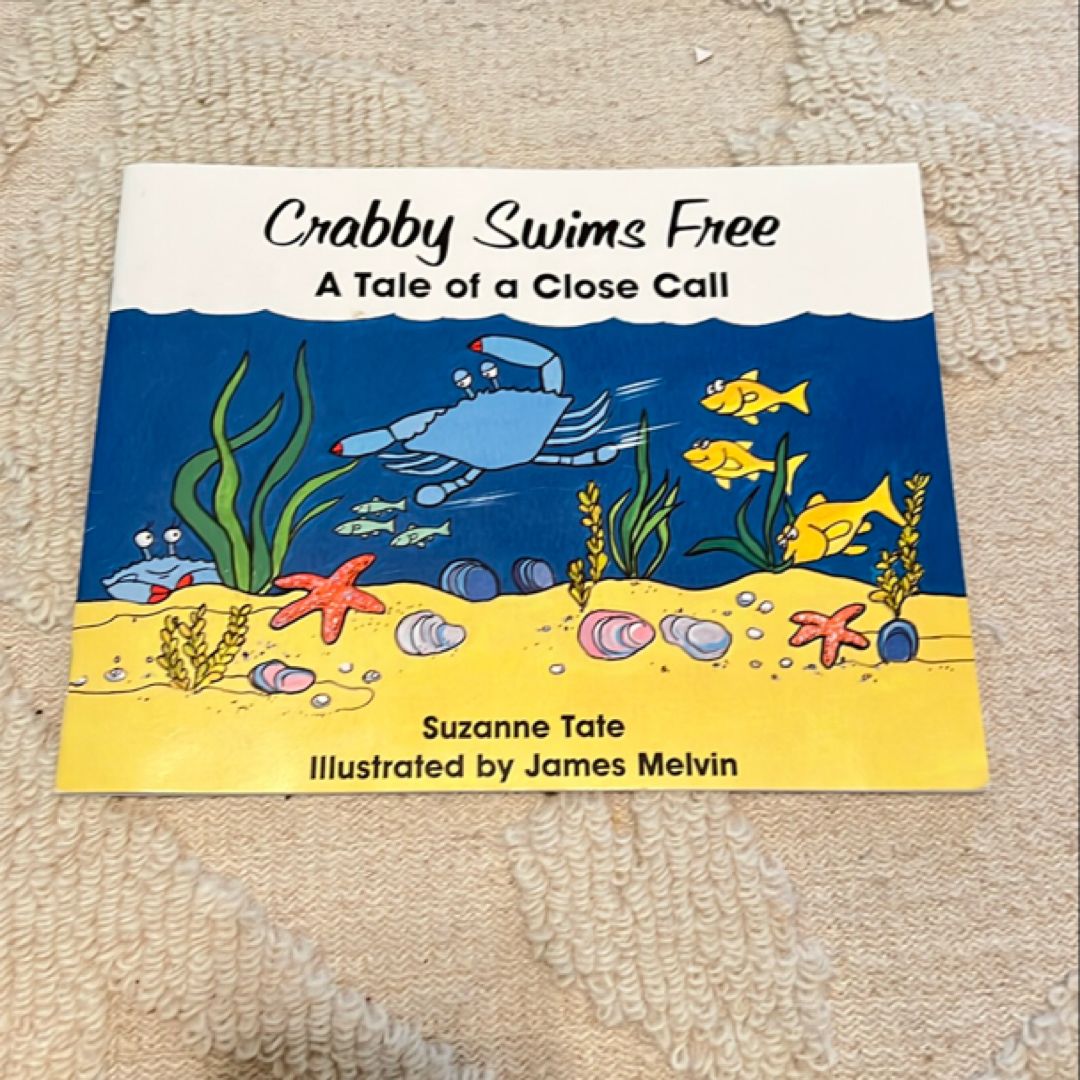 Crabby Swims Free
A Tale of a Close Call
Suzanne Tate
Illustrated by James Melvin